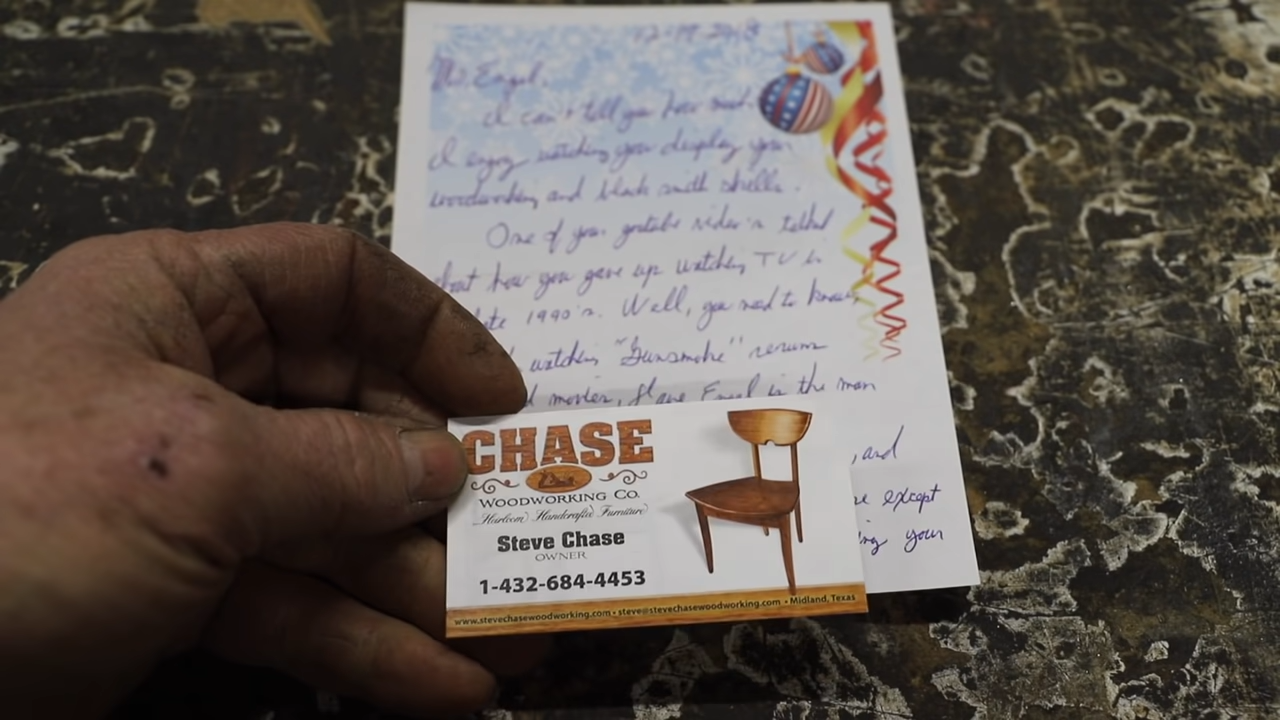 Mr. Engel.
I can't tell you how much
I enjoy watching you display your
woodworking and black smith skills.
One of your youtube video's talked
about how you gave up watching TV in
late 1990's. Well, you need to know,
watching "Gunsmoke" reruns
movies, Engel is the man
, and
except
your
CHASE
WOODWORKING CO.
Heirloom Handcrafted Furniture
Steve Chase
OWNER
1-432-684-4453
www.stevechasewoodworking.com • steve@stevechasewoodworking.com • Midland, Texas